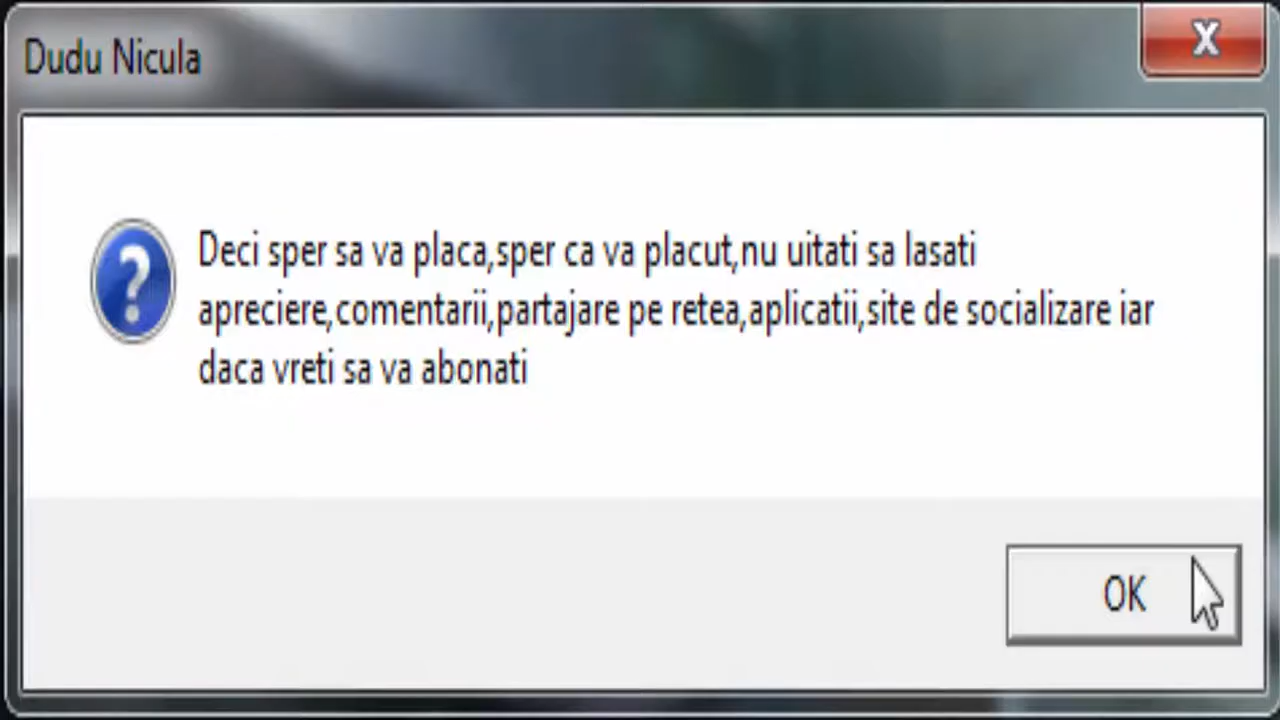 Dudu Nicula
X
Deci sper sa va placa,sper ca va placut,nu uitati sa lasati
apreciere,comentarii,partajare pe retea,aplicatii,site de socializare iar
daca vreti sa va abonati
OK